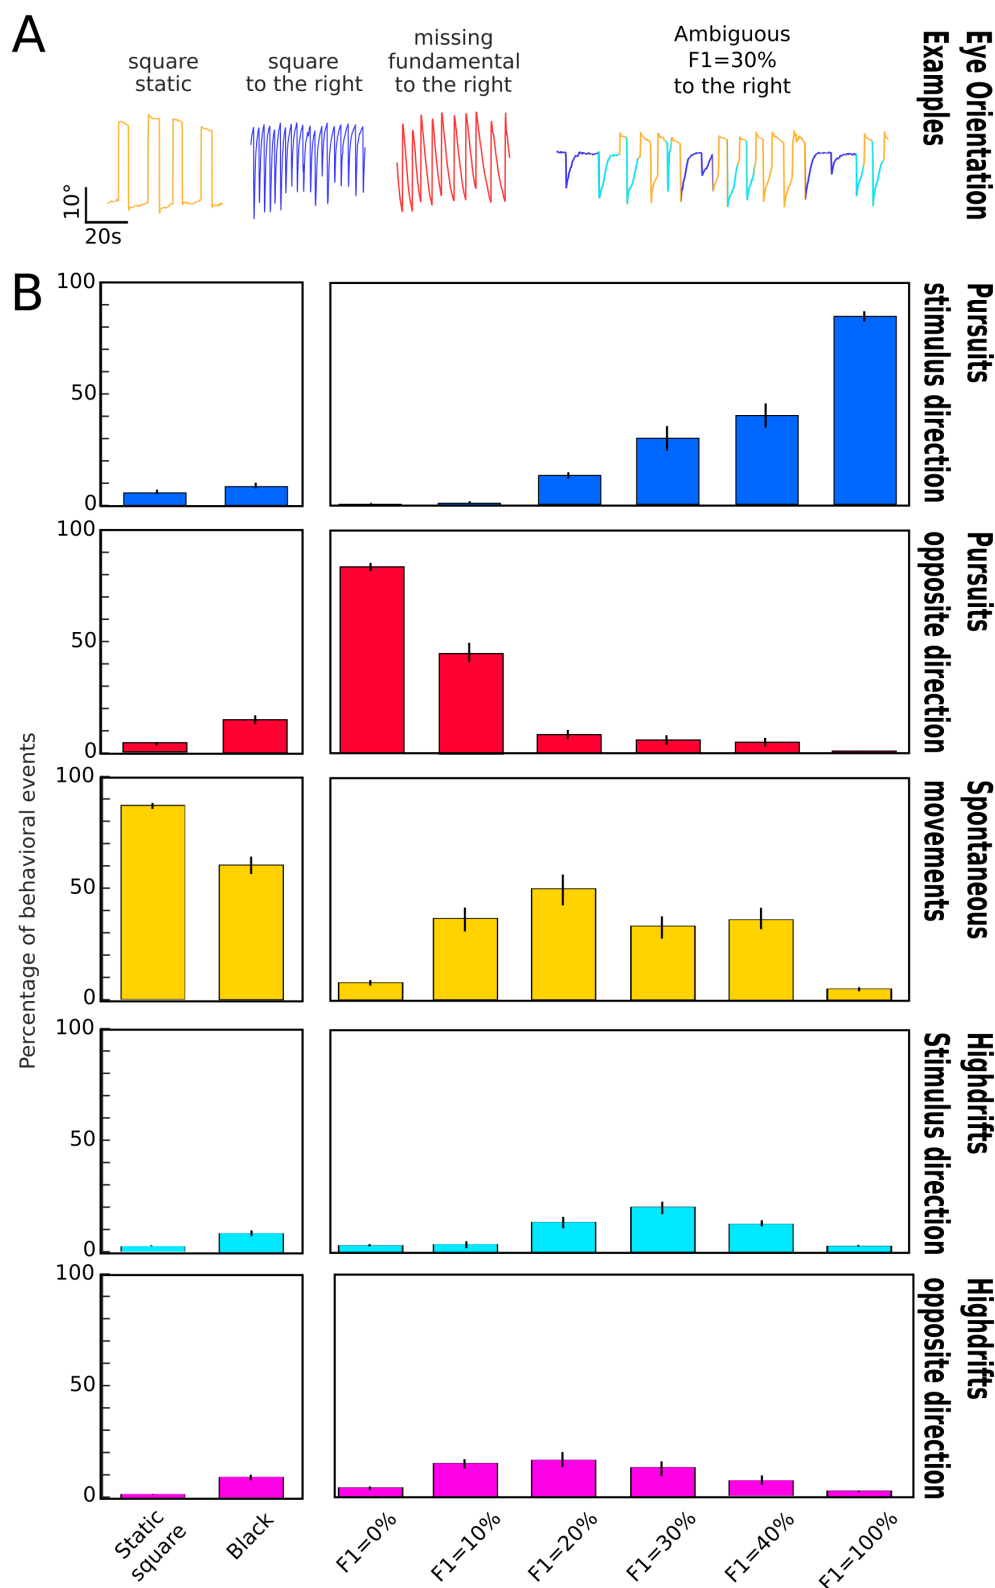 A
square
static
square
to the right
missing
fundamental
to the right
Ambiguous
F1=30%
to the right
Eye Orientation
Examples
10°
20s
B
Percentage of behavioral events
100
50
0
Pursuits
stimulus direction
100
50
0
Pursuits
opposite direction
100
50
0
Spontaneous
movements
100
50
0
Highdrifts
Stimulus direction
100
50
0
Highdrifts
opposite direction
Static
square
Black
F1=0%
F1=10%
F1=20%
F1=30%
F1=40%
F1=100%